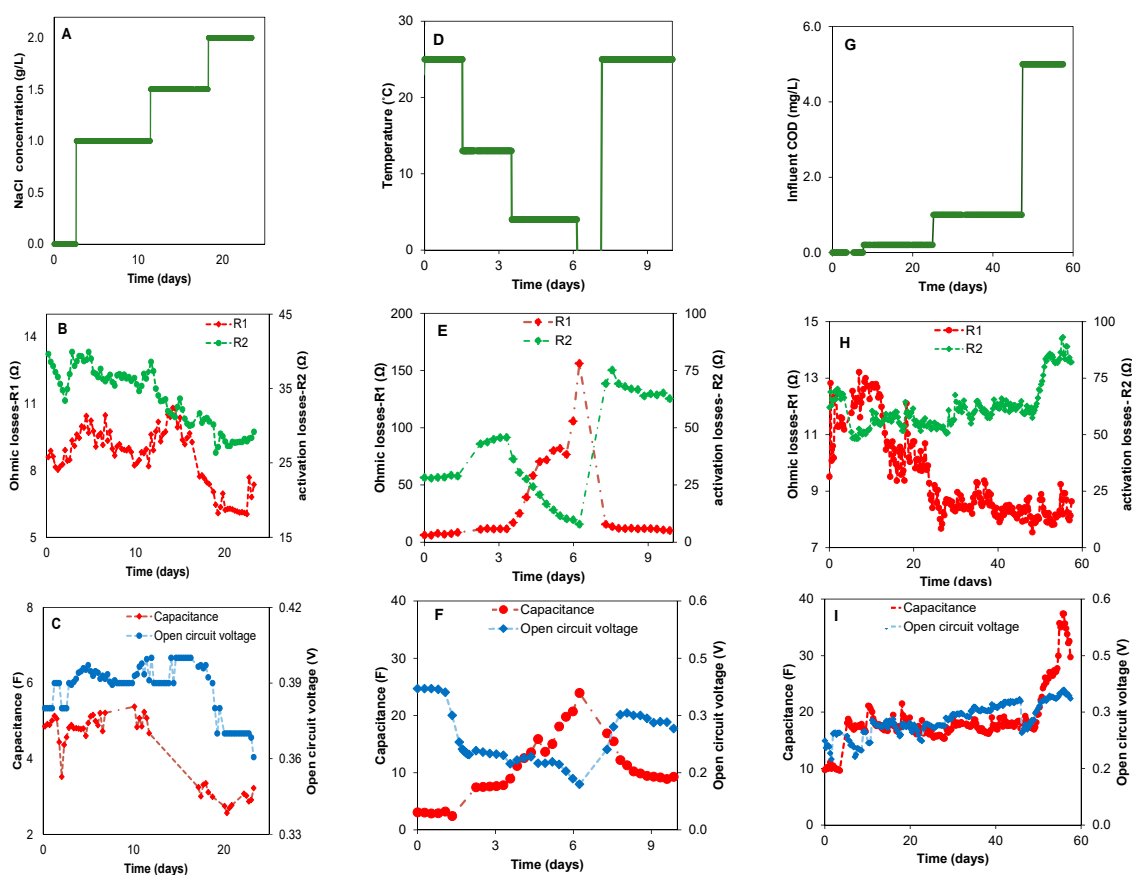 A
NaCl concentration (g/L)
2.0
1.5
1.0
0.5
0.0
0
10
20
Time (days)
D
Temperature (˚C)
30
20
10
0
0
3
6
9
Time (days)
G
Influent COD (mg/L)
6.0
4.0
2.0
0.0
0
20
40
60
Time (days)
B
R1
R2
Ohmic losses-R1 (Ω)
14
11
8
5
0
10
20
Time (days)
45
35
25
15
activation losses-R2 (Ω)
E
R1
R2
Ohmic losses-R1 (Ω)
200
150
100
50
0
0
3
6
9
Time (days)
100
75
50
25
0
activation losses- R2 (Ω)
H
R1
R2
Ohmic losses-R1 (Ω)
15
13
11
9
7
0
20
40
60
Time (days)
100
75
50
25
0
activation losses-R2 (Ω)
C
Capacitance
Open circuit voltage
Capacitance (F)
8
6
4
2
0
10
20
Time (days)
0.42
0.39
0.36
0.33
Open circuit voltage (V)
F
Capacitance
Open circuit voltage
Capacitance (F)
40
30
20
10
0
0
3
6
9
Time (days)
0.6
0.5
0.3
0.2
0.0
Open circuit voltage (V)
I
Capacitance
Open circuit voltage
Capacitance (F)
40
30
20
10
0
0
20
40
60
Time (days)
0.6
0.5
0.3
0.2
0.0
Open circuit voltage (V)